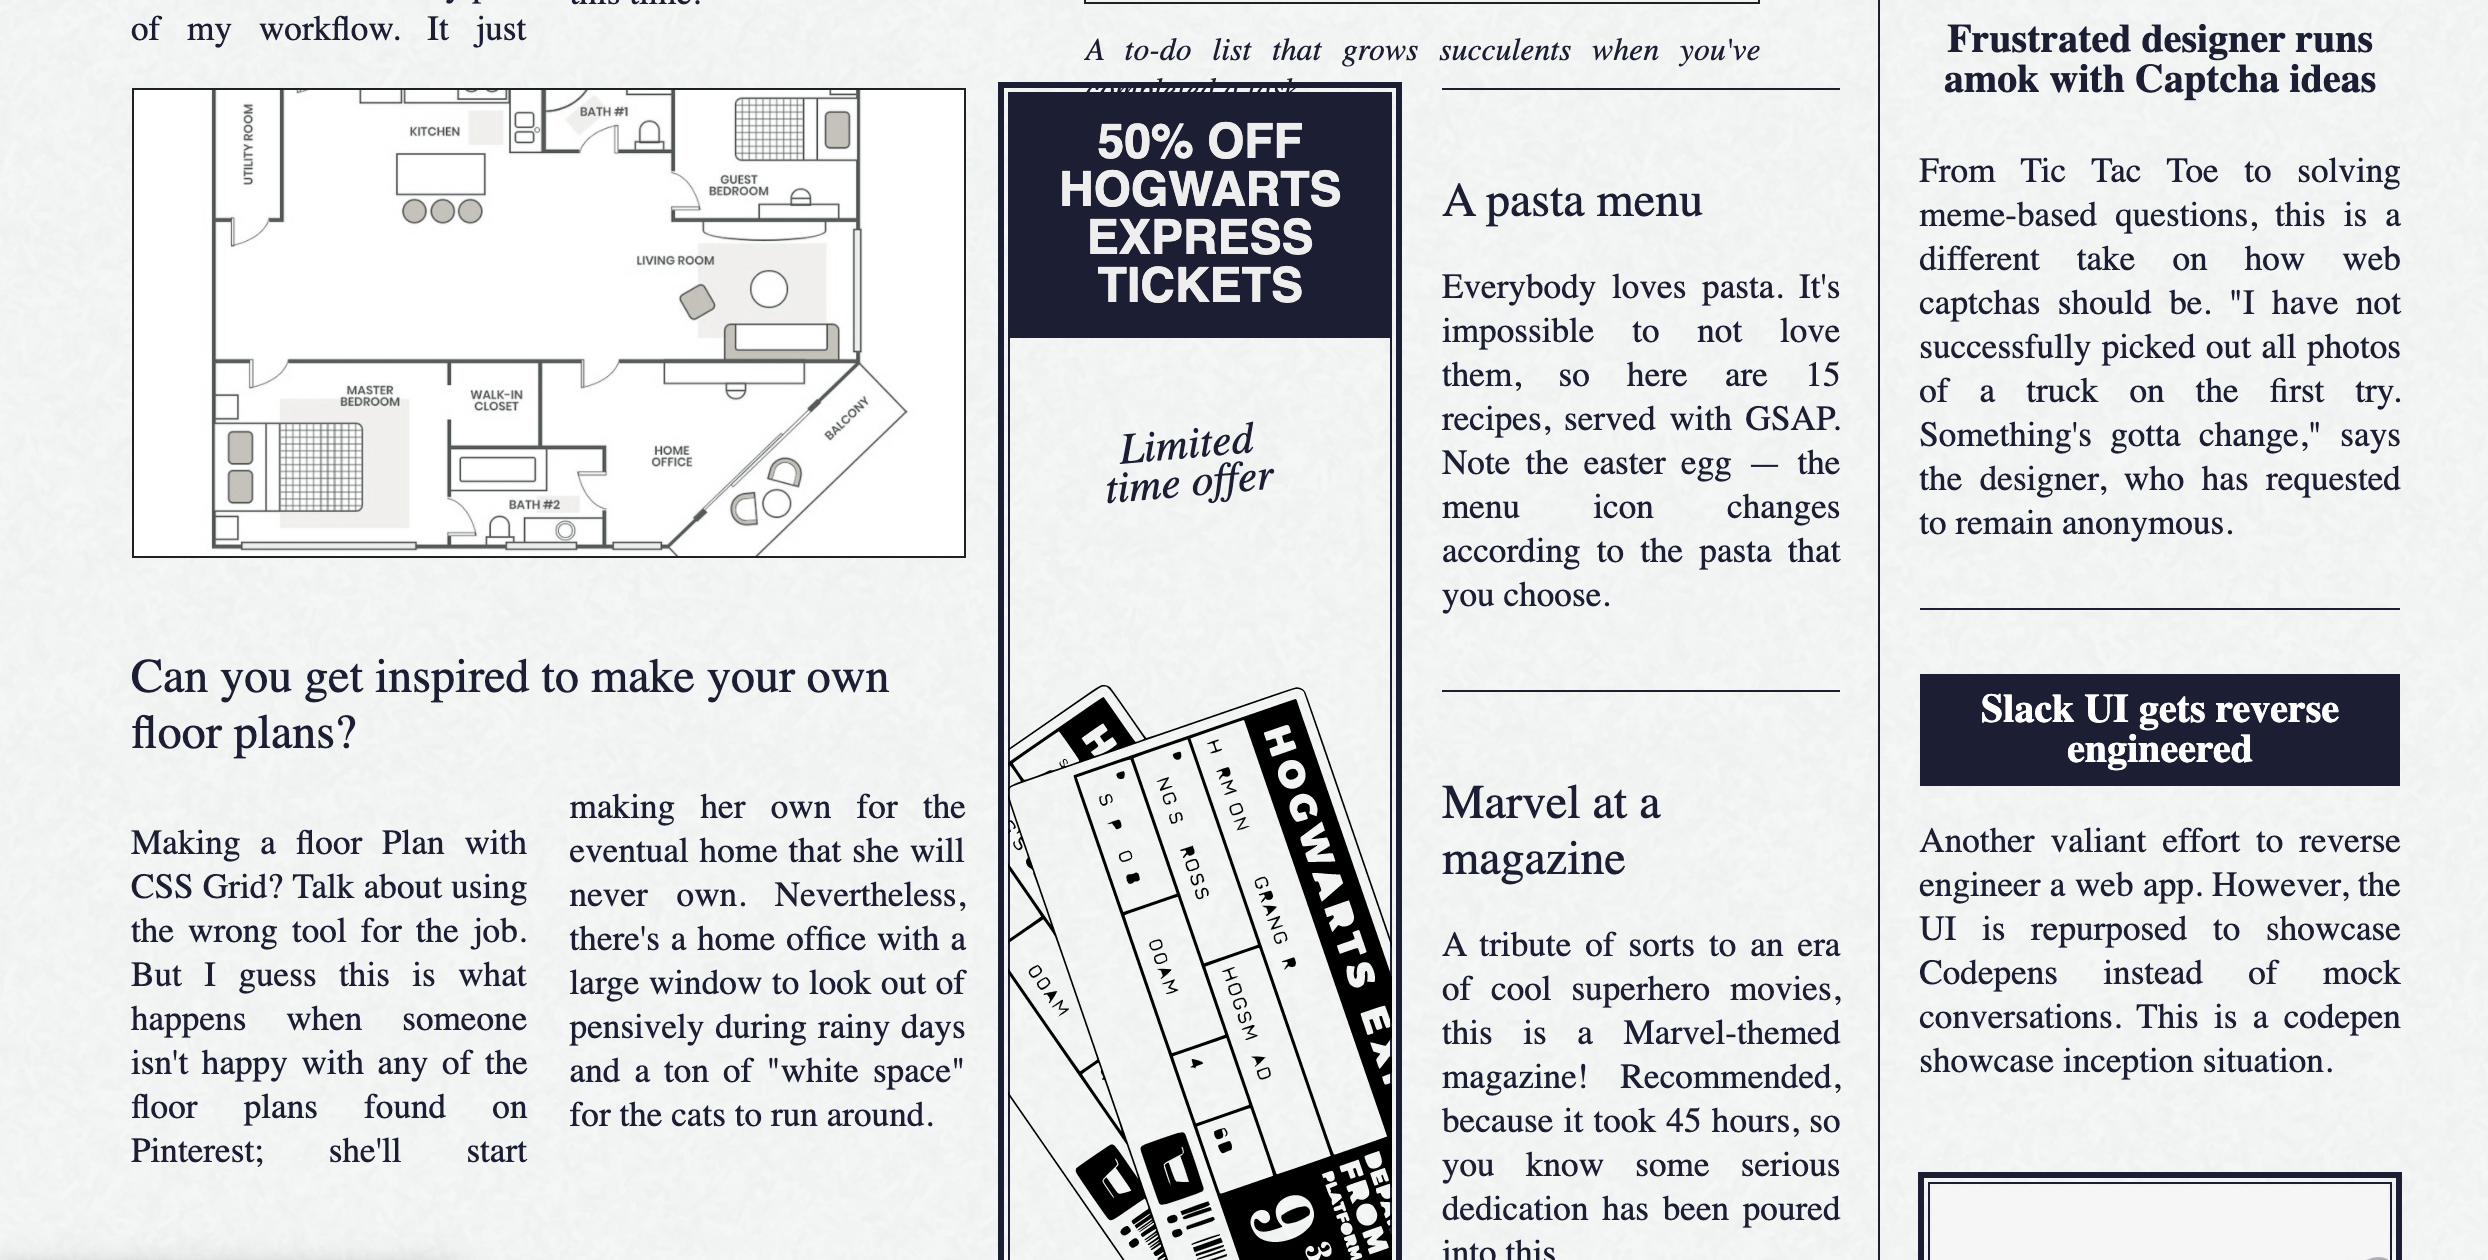 of my workflow. It just
UTILITY ROOM
KITCHEN
BATH #1
GUEST
BEDROOM
LIVING ROOM
MASTER
BEDROOM
WALK-IN
CLOSET
HOME
OFFICE
BALCONY
BATH #2
Can you get inspired to make your own
floor plans?
Making a floor Plan with
CSS Grid? Talk about using
the wrong tool for the job.
But I guess this is what
happens when someone
isn't happy with any of the
floor plans found on
Pinterest; she'll start
making her own for the
eventual home that she will
never own. Nevertheless,
there's a home office with a
large window to look out of
pensively during rainy days
and a ton of "white space"
for the cats to run around.
A to-do list that grows succulents when you've
50% OFF
HOGWARTS
EXPRESS
TICKETS
Limited
time offer
HOGWARTS
H RM ON GRANG R
NG S ROSS
HOGSM AD
S P 0
00AM
4
6B
00AM
FROM
PLATFORM
9
A pasta menu
Everybody loves pasta. It's
impossible to not love
them, so here are 15
recipes, served with GSAP.
Note the easter egg — the
menu icon changes
according to the pasta that
you choose.
Marvel at a
magazine
A tribute of sorts to an era
of cool superhero movies,
this is a Marvel-themed
magazine! Recommended,
because it took 45 hours, so
you know some serious
dedication has been poured
into this
Frustrated designer runs
amok with Captcha ideas
From Tic Tac Toe to solving
meme-based questions, this is a
different take on how web
captchas should be. "I have not
successfully picked out all photos
of a truck on the first try.
Something's gotta change," says
the designer, who has requested
to remain anonymous.
Slack UI gets reverse
engineered
Another valiant effort to reverse
engineer a web app. However, the
UI is repurposed to showcase
Codepens instead of mock
conversations. This is a codepen
showcase inception situation.